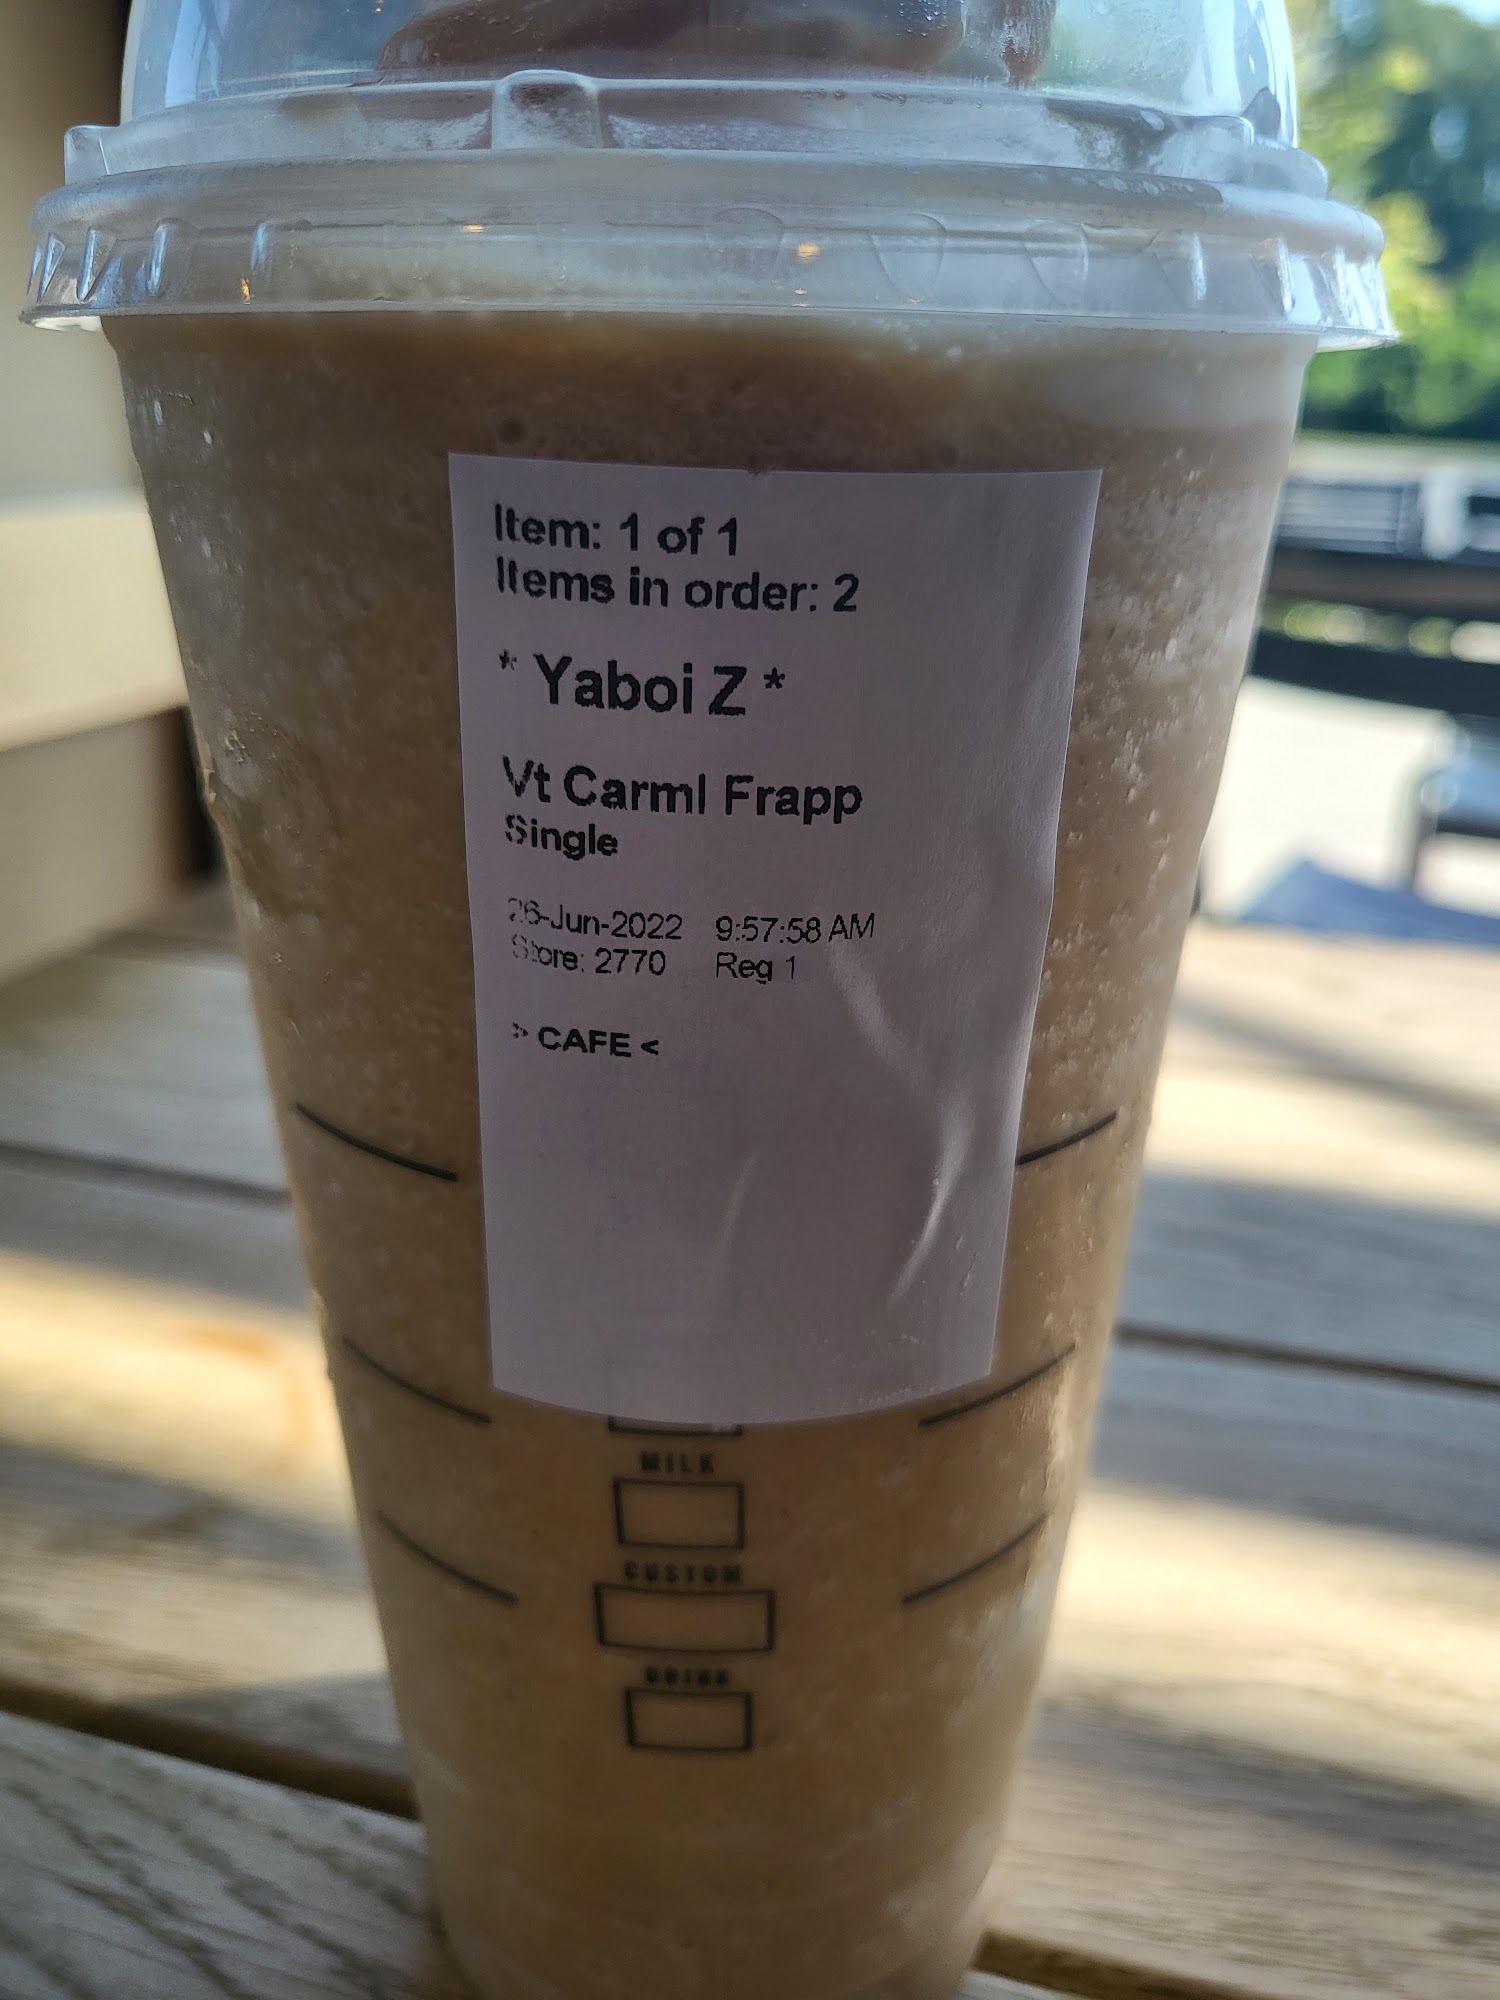 Item: 1 of 1
Items in order: 2
* Yaboi Z *
Vt Carml Frapp
Single
26-Jun-2022 9:57:58 AM
Store: 2770 Reg 1
> CAFE <
MILK
CUSTOM
DRINK